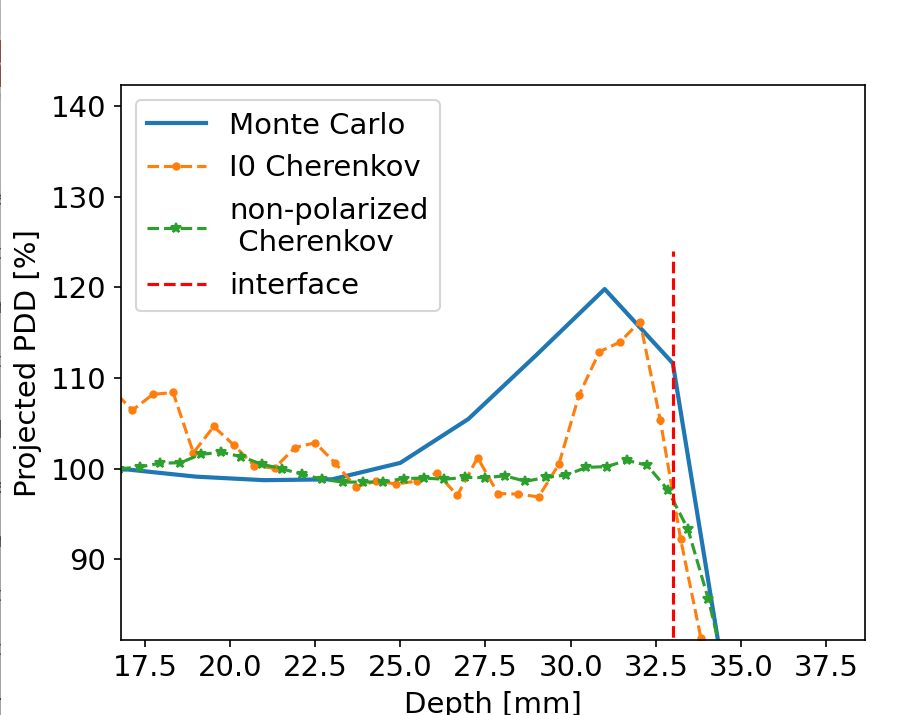 140
130
120
110
100
90
Projected PDD [%]
Monte Carlo
I0 Cherenkov
non-polarized
Cherenkov
interface
17.5 20.0 22.5 25.0 27.5 30.0 32.5 35.0 37.5
Depth [mm]